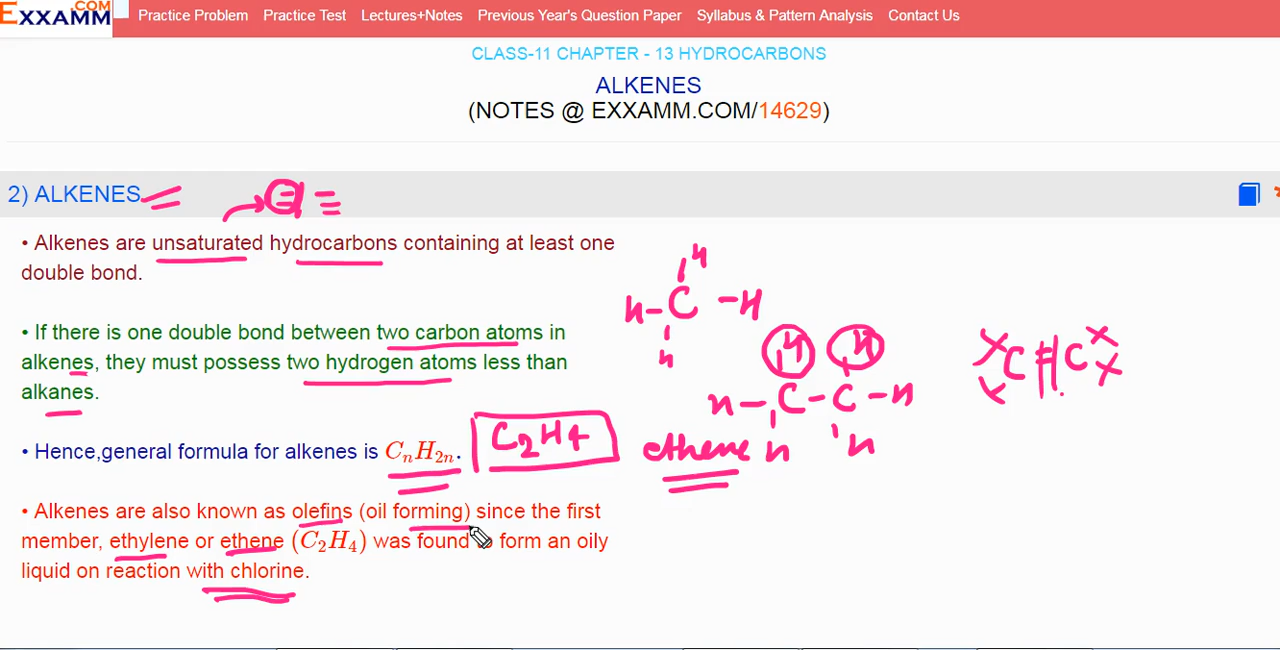 EXXAMM.COM
Practice Problem Practice Test Lectures+Notes Previous Year's Question Paper Syllabus & Pattern Analysis Contact Us
CLASS-11 CHAPTER - 13 HYDROCARBONS
ALKENES
(NOTES @ EXXAMM.COM/14629)
2) ALKENES
• Alkenes are unsaturated hydrocarbons containing at least one
double bond.
• If there is one double bond between two carbon atoms in
alkenes, they must possess two hydrogen atoms less than
alkanes.
• Hence,general formula for alkenes is CnH2n.
C2H4
ethene
• Alkenes are also known as olefins (oil forming) since the first
member, ethylene or ethene (C2H4) was found form an oily
liquid on reaction with chlorine.
H
H-C-H
H
H H
H-C-C-H
H H
X X
C=C
X X